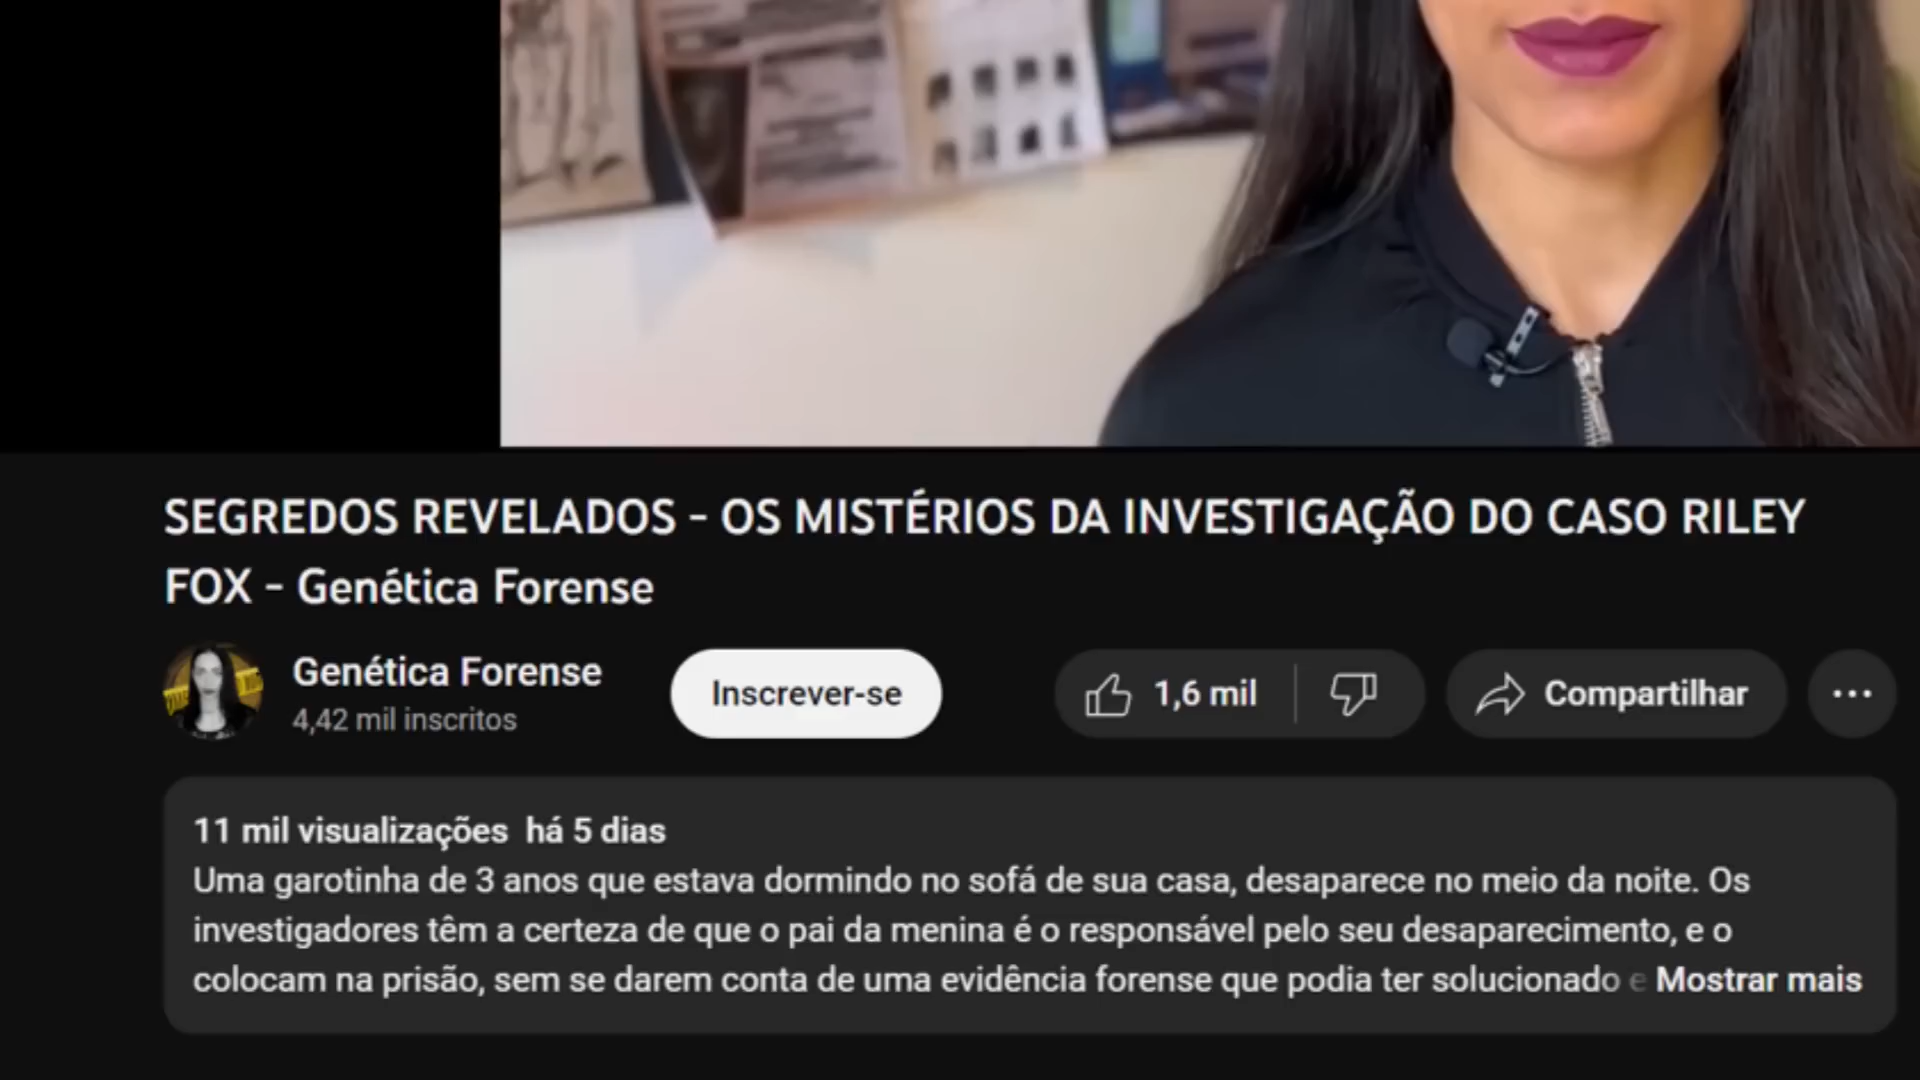 SEGREDOS REVELADOS - OS MISTÉRIOS DA INVESTIGAÇÃO DO CASO RILEY
FOX - Genética Forense
Genética Forense
4,42 mil inscritos
Inscrever-se
1,6 mil
Compartilhar
11 mil visualizações há 5 dias
Uma garotinha de 3 anos que estava dormindo no sofá de sua casa, desaparece no meio da noite. Os
investigadores têm a certeza de que o pai da menina é o responsável pelo seu desaparecimento, e o
colocam na prisão, sem se darem conta de uma evidência forense que podia ter solucionado e Mostrar mais